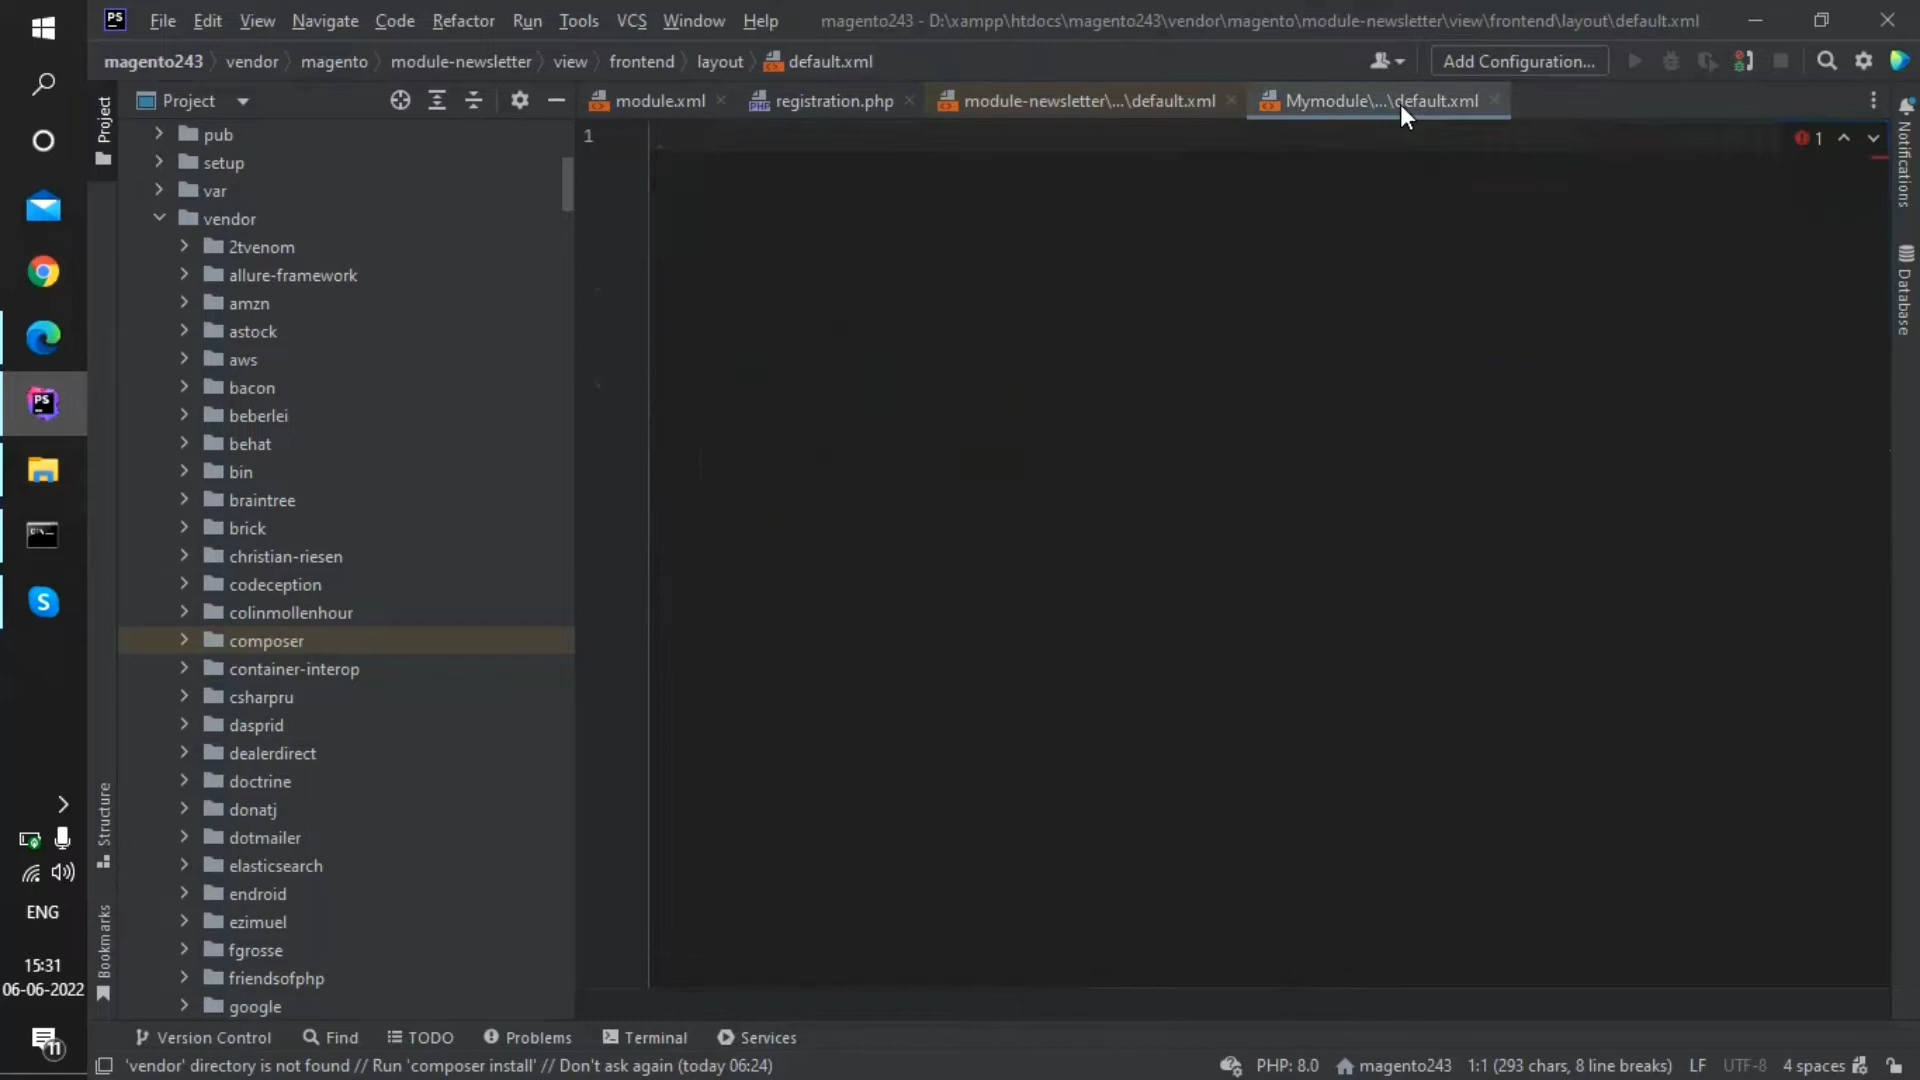 PS File Edit View Navigate Code Refactor Run Tools VCS Window Help magento243 - D:\xampp\htdocs\magento243\vendor\magento\module-newsletter\view\frontend\layout\default.xml
magento243 vendor magento module-newsletter view frontend layout default.xml Add Configuration...
Project
Project
module.xml registration.php module-newsletter\...\default.xml Mymodule\...\default.xml
1
1
Notifications
Database
pub
setup
var
vendor
2tvenom
allure-framework
amzn
astock
aws
bacon
beberlei
behat
bin
braintree
brick
christian-riesen
codeception
colinmollenhour
composer
container-interop
csharpru
dasprid
dealerdirect
doctrine
donatj
dotmailer
elasticsearch
endroid
ezimuel
fgrosse
friendsofphp
google
Structure
Bookmarks
PS
S
ENG
15:31
06-06-2022
11
Version Control Find TODO Problems Terminal Services
'vendor' directory is not found // Run 'composer install' // Don't ask again (today 06:24) PHP: 8.0 magento243 1:1 (293 chars, 8 line breaks) LF UTF-8 4 spaces